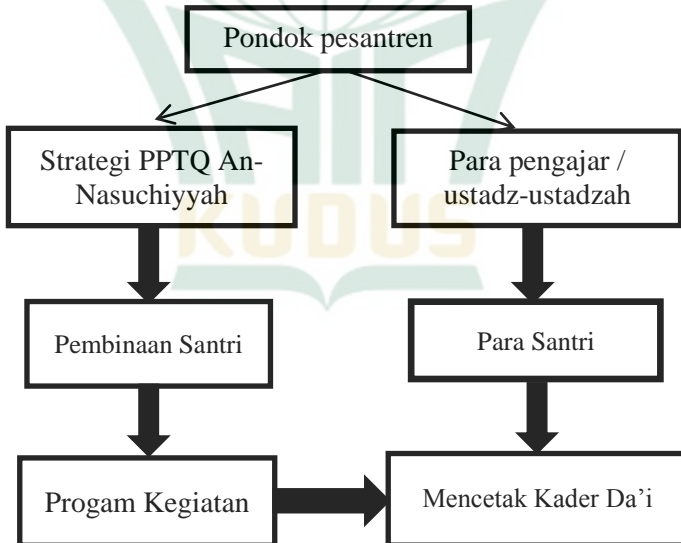 Pondok pesantren
Strategi PPTQ An-
Nasuchiyyah
Para pengajar /
ustadz-ustadzah
KUDUS
Pembinaan Santri
Para Santri
Progam Kegiatan
Mencetak Kader Da'i